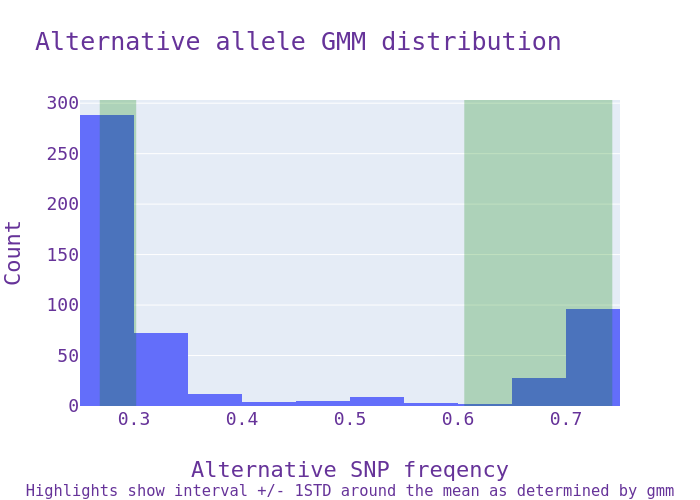 Alternative allele GMM distribution
300
250
200
150
100
50
0
Count
0.3 0.4 0.5 0.6 0.7
Alternative SNP freqency
Highlights show interval +/- 1STD around the mean as determined by gmm